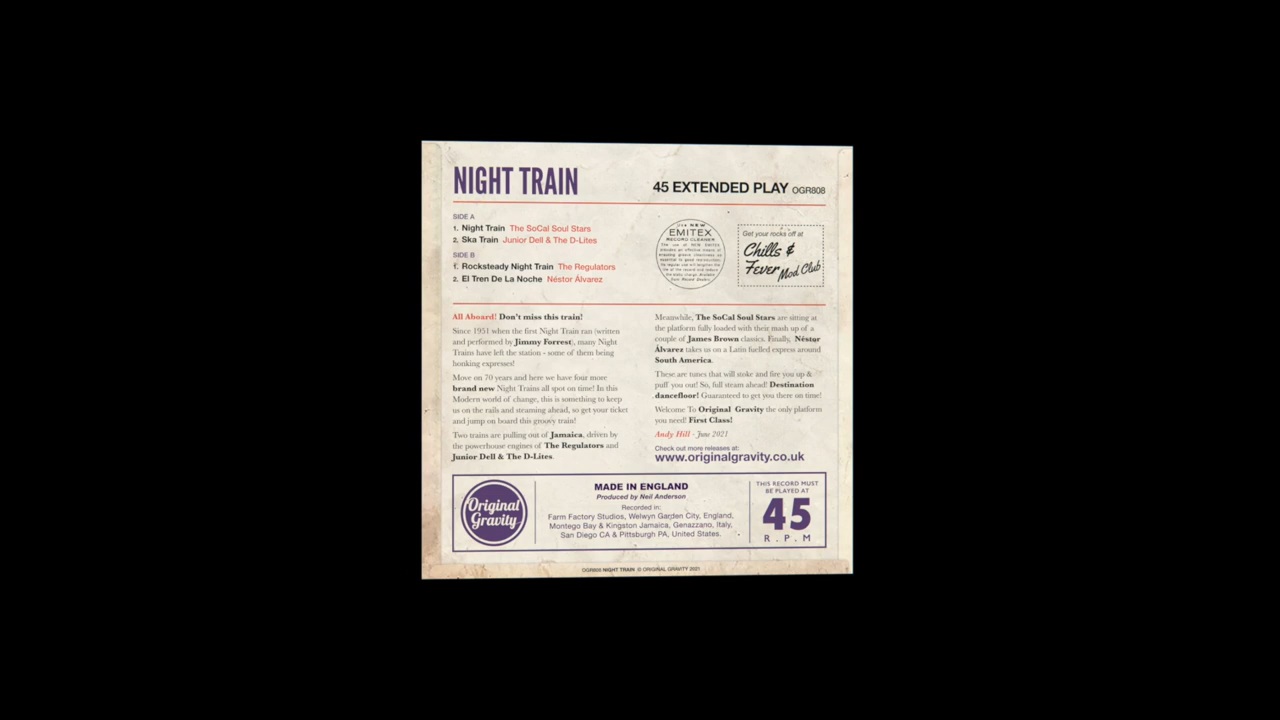 NIGHT TRAIN
45 EXTENDED PLAY OGR808
SIDE A
1. Night Train The SoCal Soul Stars
2. Ska Train Junior Dell & The D-Lites
SIDE B
1. Rocksteady Night Train The Regulators
2. El Tren De La Noche Néstor Álvarez
USE NEW
EMITEX
RECORD CLEANER
Get your rocks off at
Chills &
Fever Mod Club
All Aboard! Don't miss this train!
Since 1951 when the first Night Train ran (written
and performed by Jimmy Forrest), many Night
Trains have left the station - some of them being
honking expresses!
Move on 70 years and here we have four more
brand new Night Trains all spot on time! In this
Modern world of change, this is something to keep
us on the rails and steaming ahead, so get your ticket
and jump on board this groovy train!
Two trains are pulling out of Jamaica, driven by
the powerhouse engines of The Regulators and
Junior Dell & The D-Lites.
Meanwhile, The SoCal Soul Stars are sitting at
the platform fully loaded with their mash up of a
couple of James Brown classics. Finally, Néstor
Álvarez takes us on a Latin fuelled express around
South America.
These are tunes that will stoke and fire you up &
puff you out! So, full steam ahead! Destination
dancefloor! Guaranteed to get you there on time!
Welcome To Original Gravity the only platform
you need! First Class!
Andy Hill - June 2021
Check out more releases at:
www.originalgravity.co.uk
Original
Gravity
MADE IN ENGLAND
Produced by Neil Anderson
Recorded in:
Farm Factory Studios, Welwyn Garden City, England,
Montego Bay & Kingston Jamaica, Genazzano, Italy,
San Diego CA & Pittsburgh PA, United States.
THIS RECORD MUST
BE PLAYED AT
45
R.P.M
OGR808 NIGHT TRAIN © ORIGINAL GRAVITY 2021